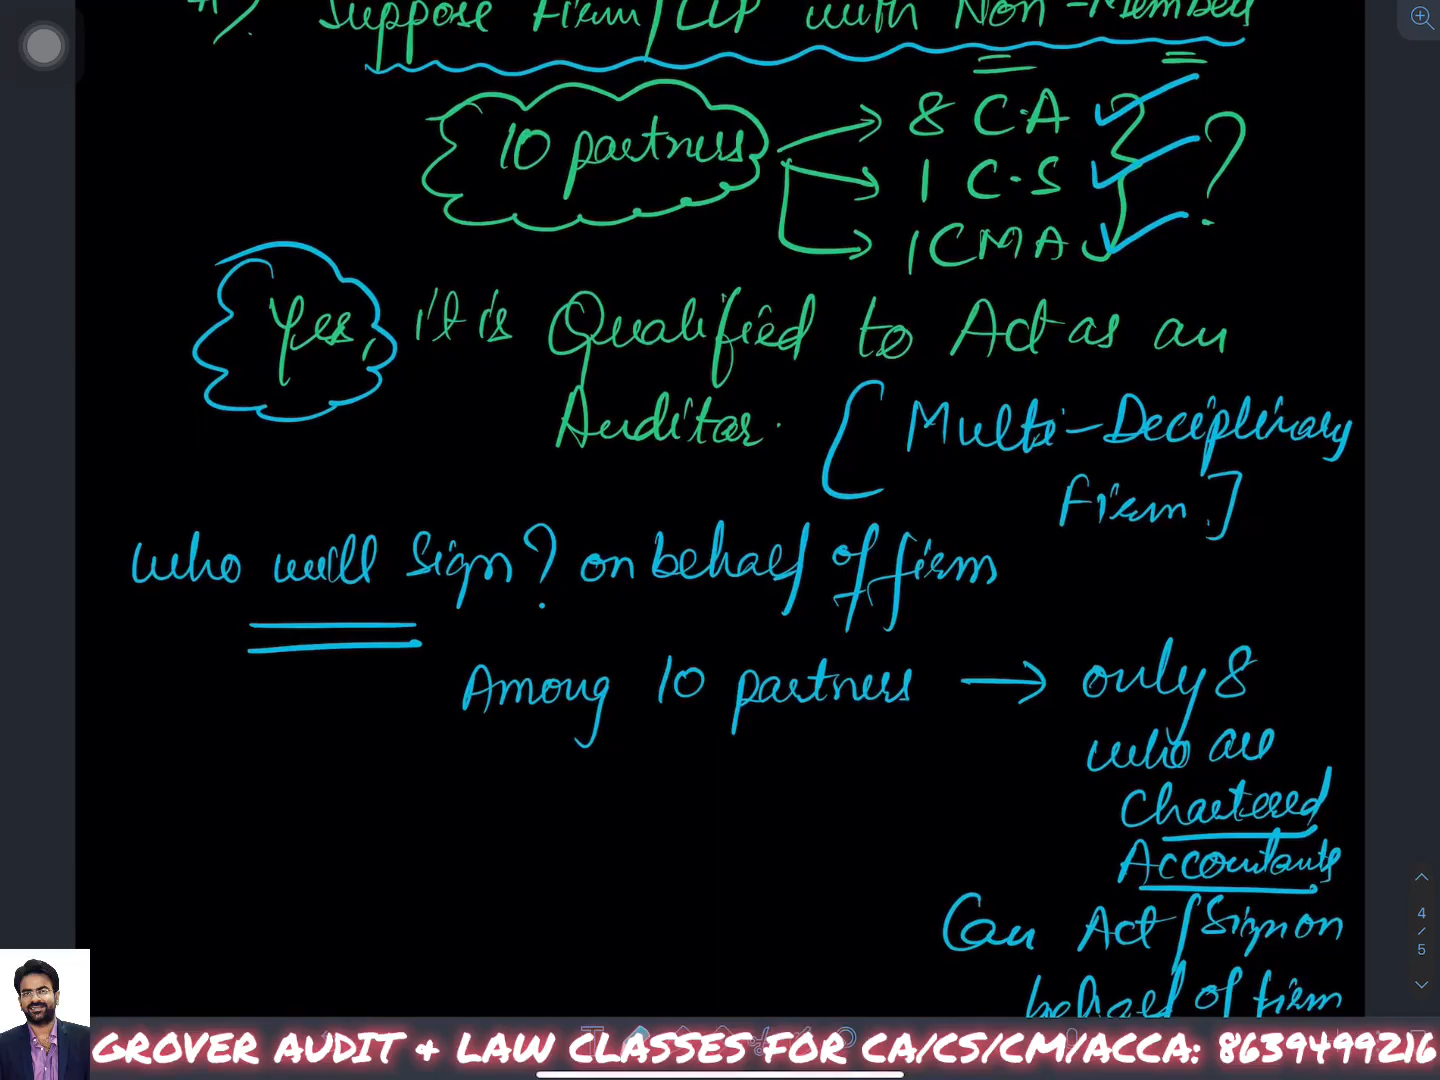 Suppose Firm/LLP with Non-Member
10 partners
8 C.A
1 C.S
1 CMA
?
Yes, it is Qualified to Act as an
Auditor.
[Multi-Deciplinary
Firm.]
who will sign? on behalf of firm
Among 10 partners → only 8
who are
Chartered
Accountants
Can Act/Sign on
behalf of firm
4
/
5
GROVER AUDIT & LAW CLASSES FOR CA/CS/CM/ACCA: 8639499216